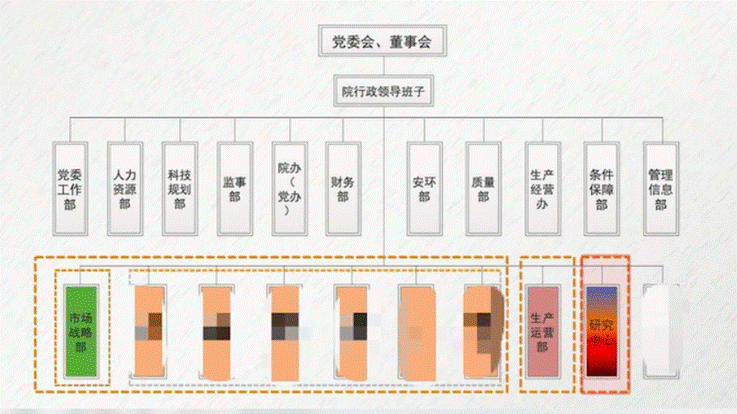 党委会、董事会
院行政领导班子
党委
工作
部
人力
资源
部
科技
规划
部
监事
部
院办
（
党办
）
财务
部
安环
部
质量
部
生产
经营
办
条件
保障
部
管理
信息
部
市场
战略
部
生产
运营
部
研究
中心